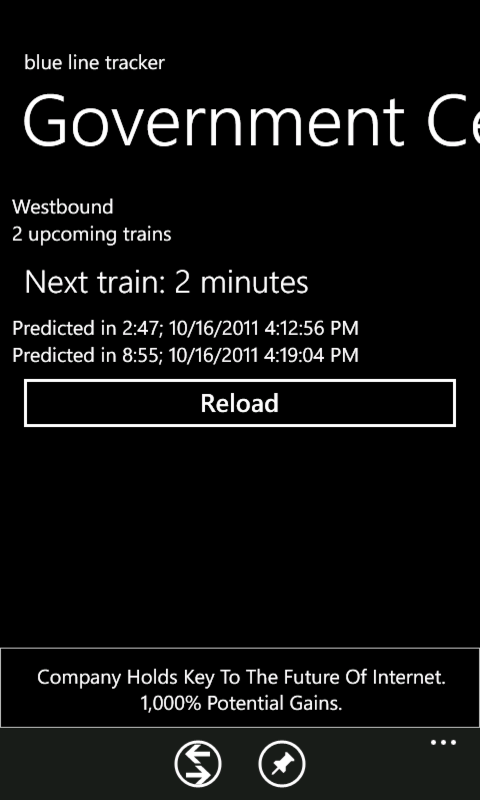 blue line tracker
Government Ce
Westbound
2 upcoming trains
Next train: 2 minutes
Predicted in 2:47; 10/16/2011 4:12:56 PM
Predicted in 8:55; 10/16/2011 4:19:04 PM
Reload
Company Holds Key To The Future Of Internet.
1,000% Potential Gains.